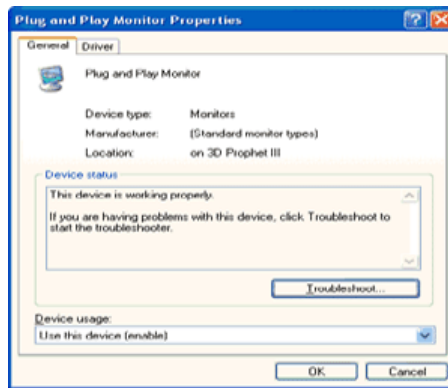 Plug and Play Monitor Properties
General Driver
Plug and Play Monitor
Device type: Monitors
Manufacturer: (Standard monitor types)
Location: on 3D Prophet III
Device status
This device is working properly.
If you are having problems with this device, click Troubleshoot to
start the troubleshooter.
Troubleshoot...
Device usage:
Use this device (enable)
OK Cancel